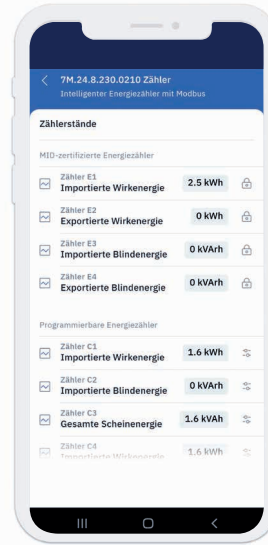 7M.24.8.230.0210 Zähler
Intelligenter Energiezähler mit Modbus
Zählerstände
MID-zertifizierte Energiezähler
Zähler E1
Importierte Wirkenergie 2.5 kWh
Zähler E2
Exportierte Wirkenergie 0 kWh
Zähler E3
Importierte Blindenergie 0 kVArh
Zähler E4
Exportierte Blindenergie 0 kVArh
Programmierbare Energiezähler
Zähler C1
Importierte Wirkenergie 1.6 kWh
Zähler C2
Importierte Blindenergie 0 kVArh
Zähler C3
Gesamte Scheinenergie 1.6 kVAh
Zähler C4
Importierte Wirkenergie 1.6 kWh